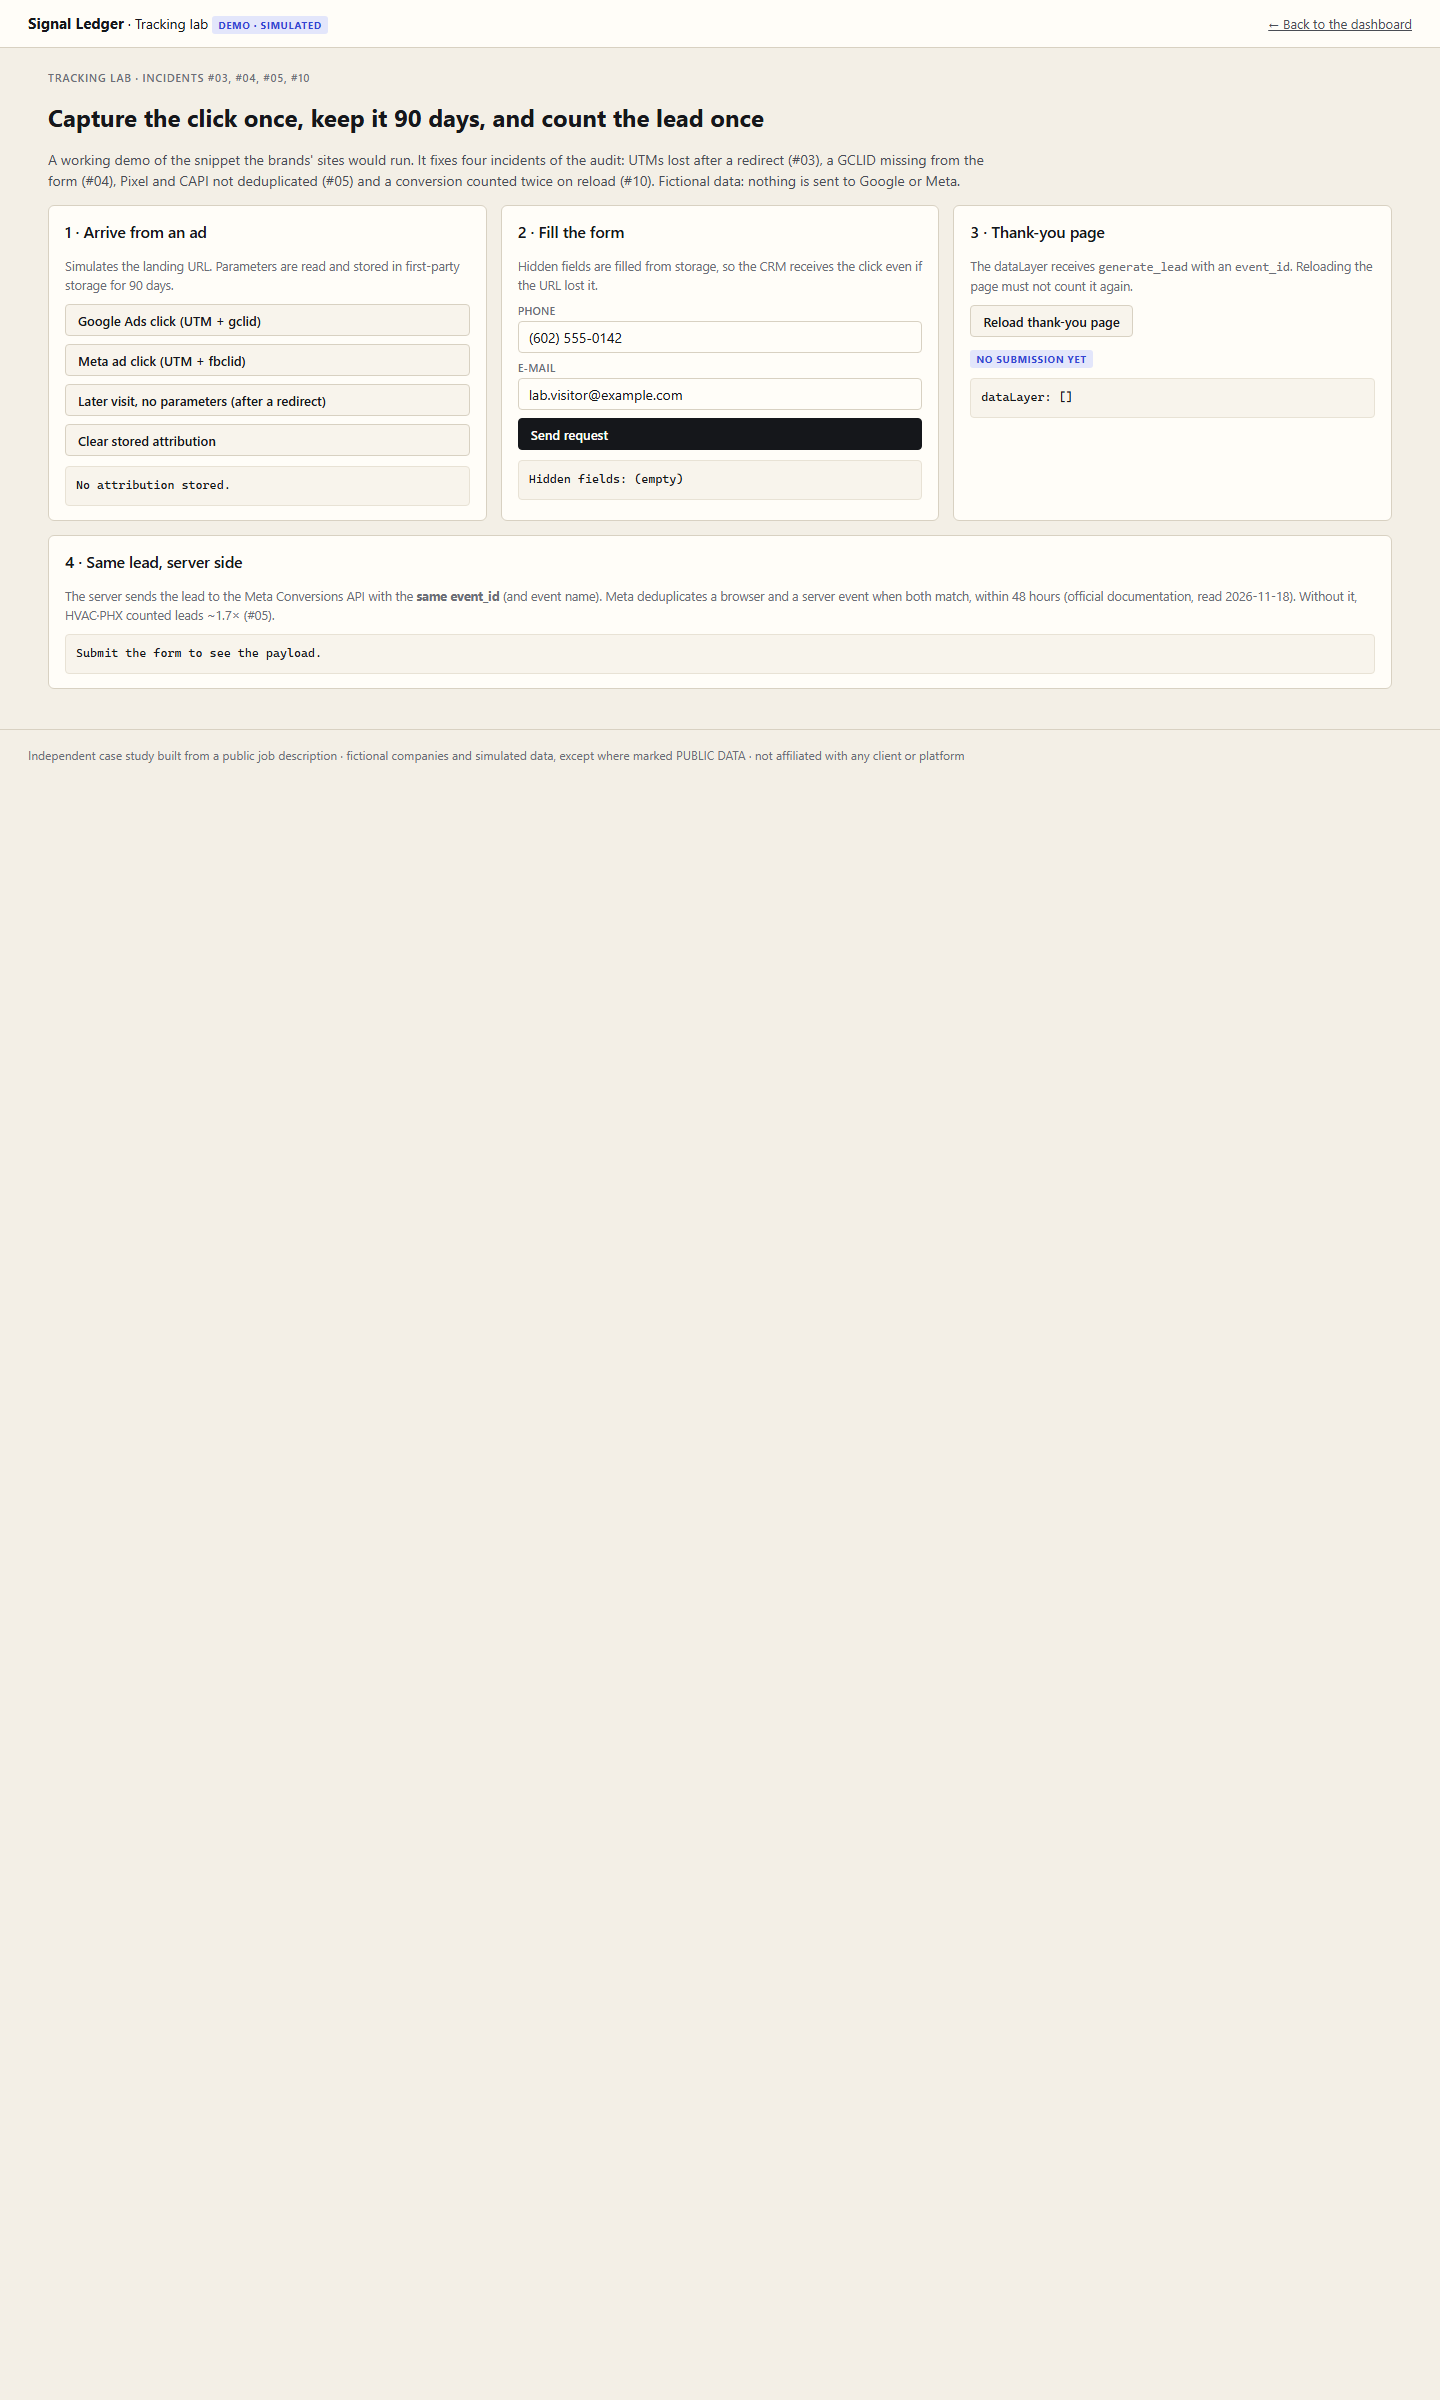 Signal Ledger · Tracking lab DEMO · SIMULATED
← Back to the dashboard
TRACKING LAB · INCIDENTS #03, #04, #05, #10
Capture the click once, keep it 90 days, and count the lead once
A working demo of the snippet the brands' sites would run. It fixes four incidents of the audit: UTMs lost after a redirect (#03), a GCLID missing from the
form (#04), Pixel and CAPI not deduplicated (#05) and a conversion counted twice on reload (#10). Fictional data: nothing is sent to Google or Meta.
1 · Arrive from an ad
Simulates the landing URL. Parameters are read and stored in first-party
storage for 90 days.
Google Ads click (UTM + gclid)
Meta ad click (UTM + fbclid)
Later visit, no parameters (after a redirect)
Clear stored attribution
No attribution stored.
2 · Fill the form
Hidden fields are filled from storage, so the CRM receives the click even if
the URL lost it.
PHONE
(602) 555-0142
E-MAIL
lab.visitor@example.com
Send request
Hidden fields: (empty)
3 · Thank-you page
The dataLayer receives generate_lead with an event_id. Reloading the
page must not count it again.
Reload thank-you page
NO SUBMISSION YET
dataLayer: []
4 · Same lead, server side
The server sends the lead to the Meta Conversions API with the same event_id (and event name). Meta deduplicates a browser and a server event when both match, within 48 hours (official documentation, read 2026-11-18). Without it,
HVAC-PHX counted leads ~1.7× (#05).
Submit the form to see the payload.
Independent case study built from a public job description · fictional companies and simulated data, except where marked PUBLIC DATA · not affiliated with any client or platform